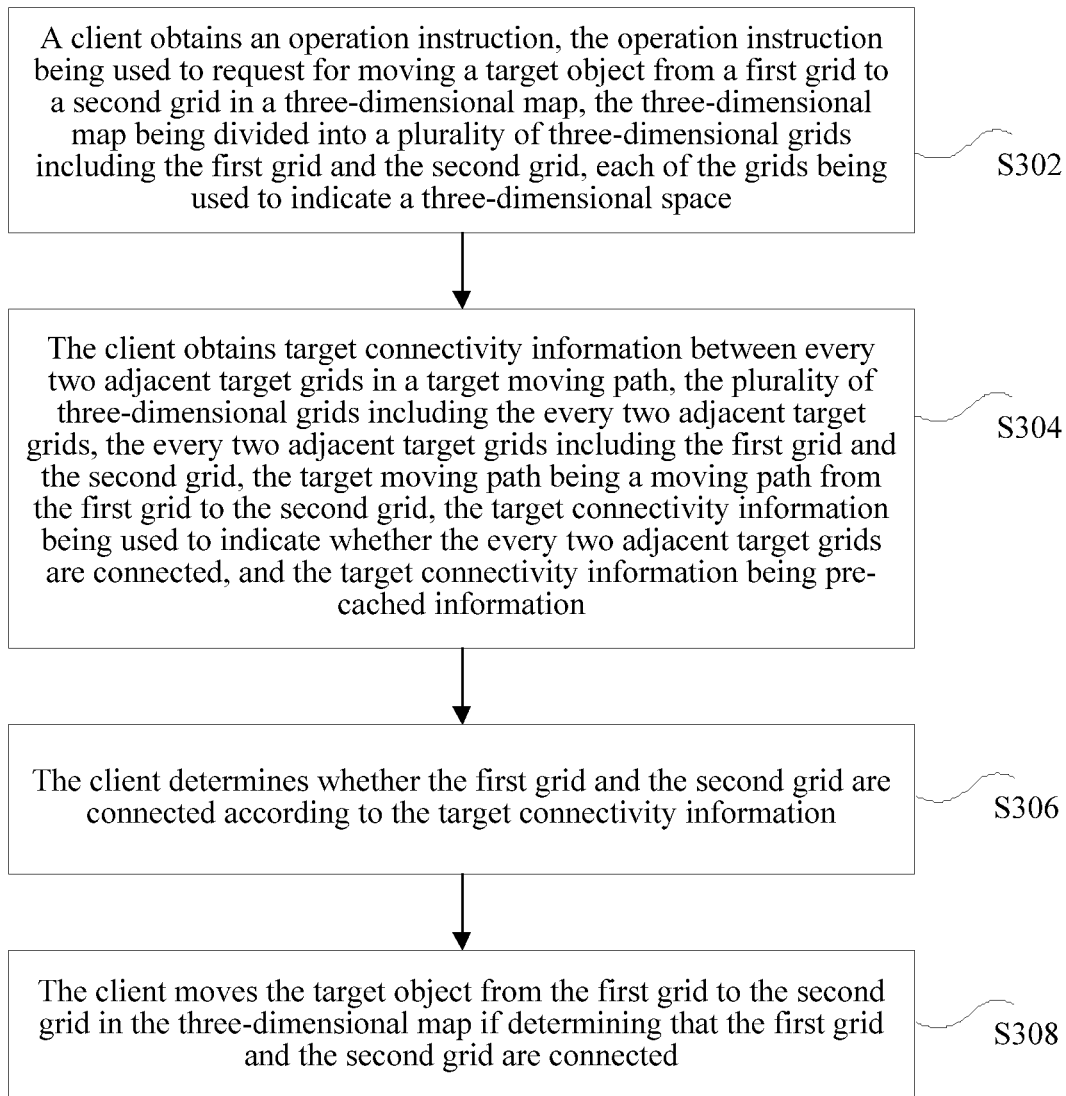 A client obtains an operation instruction, the operation instruction
being used to request for moving a target object from a first grid to
a second grid in a three-dimensional map, the three-dimensional
map being divided into a plurality of three-dimensional grids
including the first grid and the second grid, each of the grids being
used to indicate a three-dimensional space
S302
The client obtains target connectivity information between every
two adjacent target grids in a target moving path, the plurality of
three-dimensional grids including the every two adjacent target
grids, the every two adjacent target grids including the first grid and
the second grid, the target moving path being a moving path from
the first grid to the second grid, the target connectivity information
being used to indicate whether the every two adjacent target grids
are connected, and the target connectivity information being pre-
cached information
S304
The client determines whether the first grid and the second grid are
connected according to the target connectivity information
S306
The client moves the target object from the first grid to the second
grid in the three-dimensional map if determining that the first grid
and the second grid are connected
S308